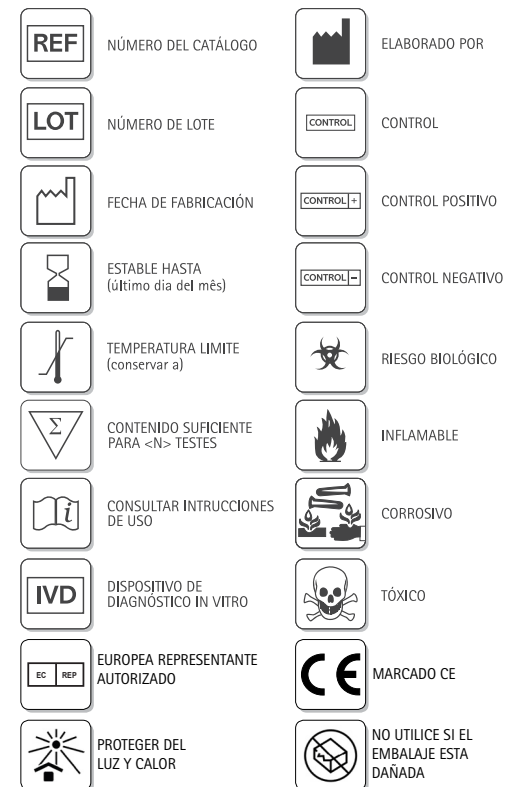 REF
NÚMERO DEL CATÁLOGO
ELABORADO POR
LOT
NÚMERO DE LOTE
CONTROL
CONTROL
FECHA DE FABRICACIÓN
CONTROL +
CONTROL POSITIVO
ESTABLE HASTA
(último dia del mês)
CONTROL -
CONTROL NEGATIVO
TEMPERATURA LIMITE
(conservar a)
RIESGO BIOLÓGICO
Σ
CONTENIDO SUFICIENTE
PARA <N> TESTES
INFLAMABLE
i
CONSULTAR INTRUCCIONES
DE USO
CORROSIVO
IVD
DISPOSITIVO DE
DIAGNÓSTICO IN VITRO
TÓXICO
EC REP
EUROPEA REPRESENTANTE
AUTORIZADO
CE
MARCADO CE
PROTEGER DEL
LUZ Y CALOR
NO UTILICE SI EL
EMBALAJE ESTA
DAÑADA